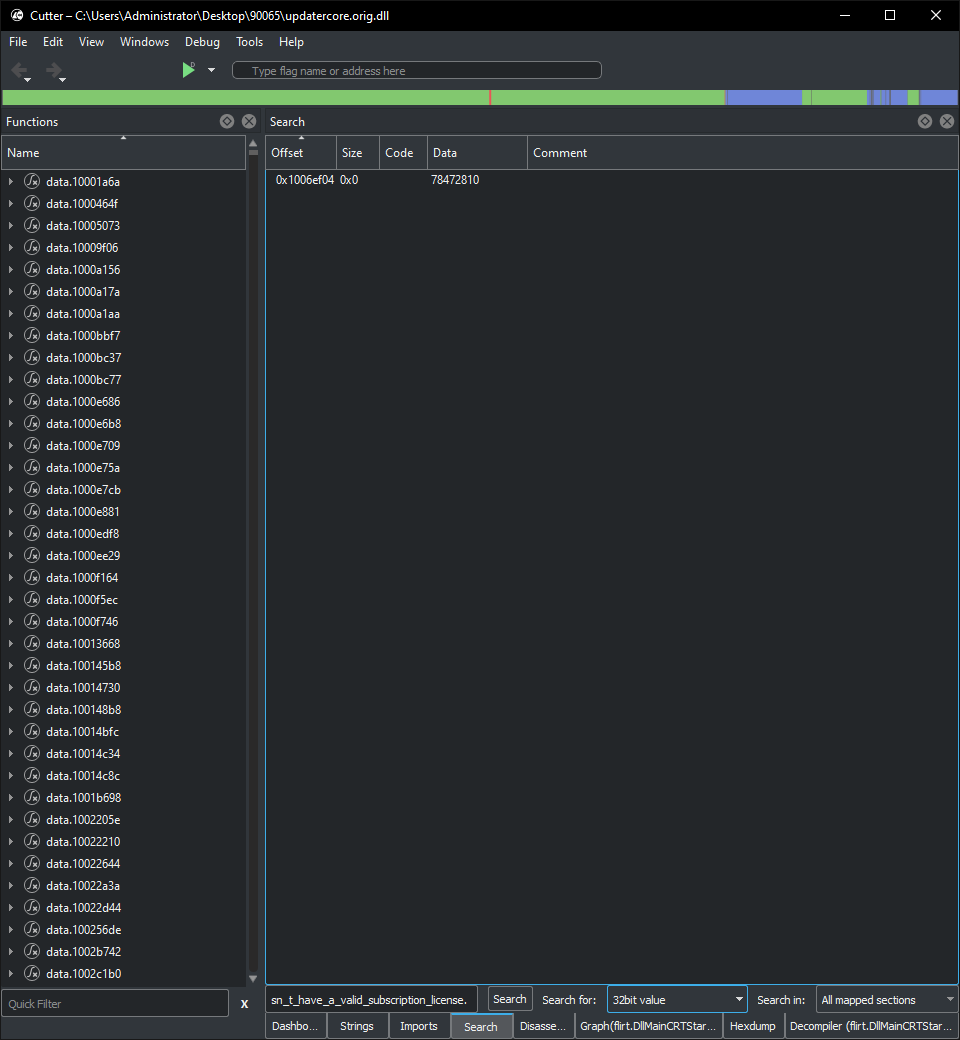 Cutter – C:\Users\Administrator\Desktop\90065\updatercore.orig.dll
File Edit View Windows Debug Tools Help
Type flag name or address here
Functions
Search
Name
Offset Size Code Data Comment
0x1006ef04 0x0 78472810
data.10001a6a
data.1000464f
data.10005073
data.10009f06
data.1000a156
data.1000a17a
data.1000a1aa
data.1000bbf7
data.1000bc37
data.1000bc77
data.1000e686
data.1000e6b8
data.1000e709
data.1000e75a
data.1000e7cb
data.1000e881
data.1000edf8
data.1000ee29
data.1000f164
data.1000f5ec
data.1000f746
data.10013668
data.100145b8
data.10014730
data.100148b8
data.10014bfc
data.10014c34
data.10014c8c
data.1001b698
data.1002205e
data.10022210
data.10022644
data.10022a3a
data.10022d44
data.100256de
data.1002b742
data.1002c1b0
Quick Filter X
sn_t_have_a_valid_subscription_license. Search Search for: 32bit value Search in: All mapped sections
Dashbo... Strings Imports Search Disasse... Graph(flirt.DllMainCRTStar... Hexdump Decompiler (flirt.DllMainCRTStar...